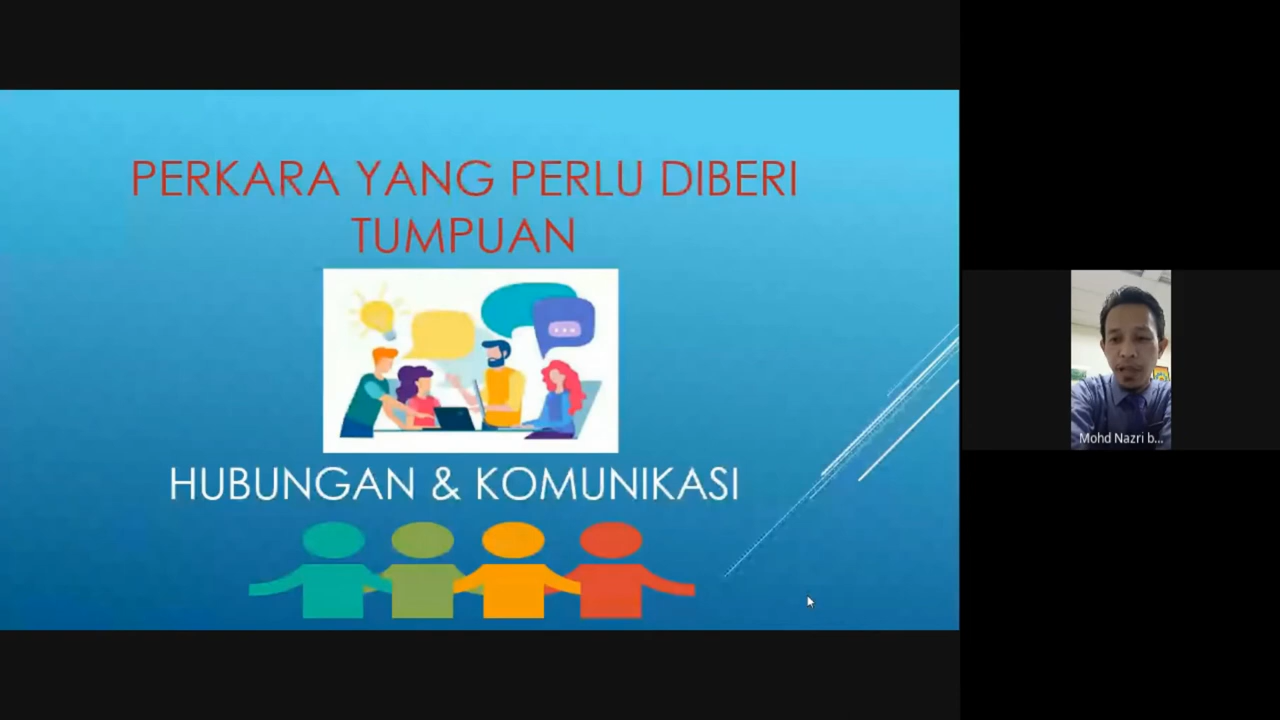 PERKARA YANG PERLU DIBERI
TUMPUAN
HUBUNGAN & KOMUNIKASI
Mohd Nazri b...